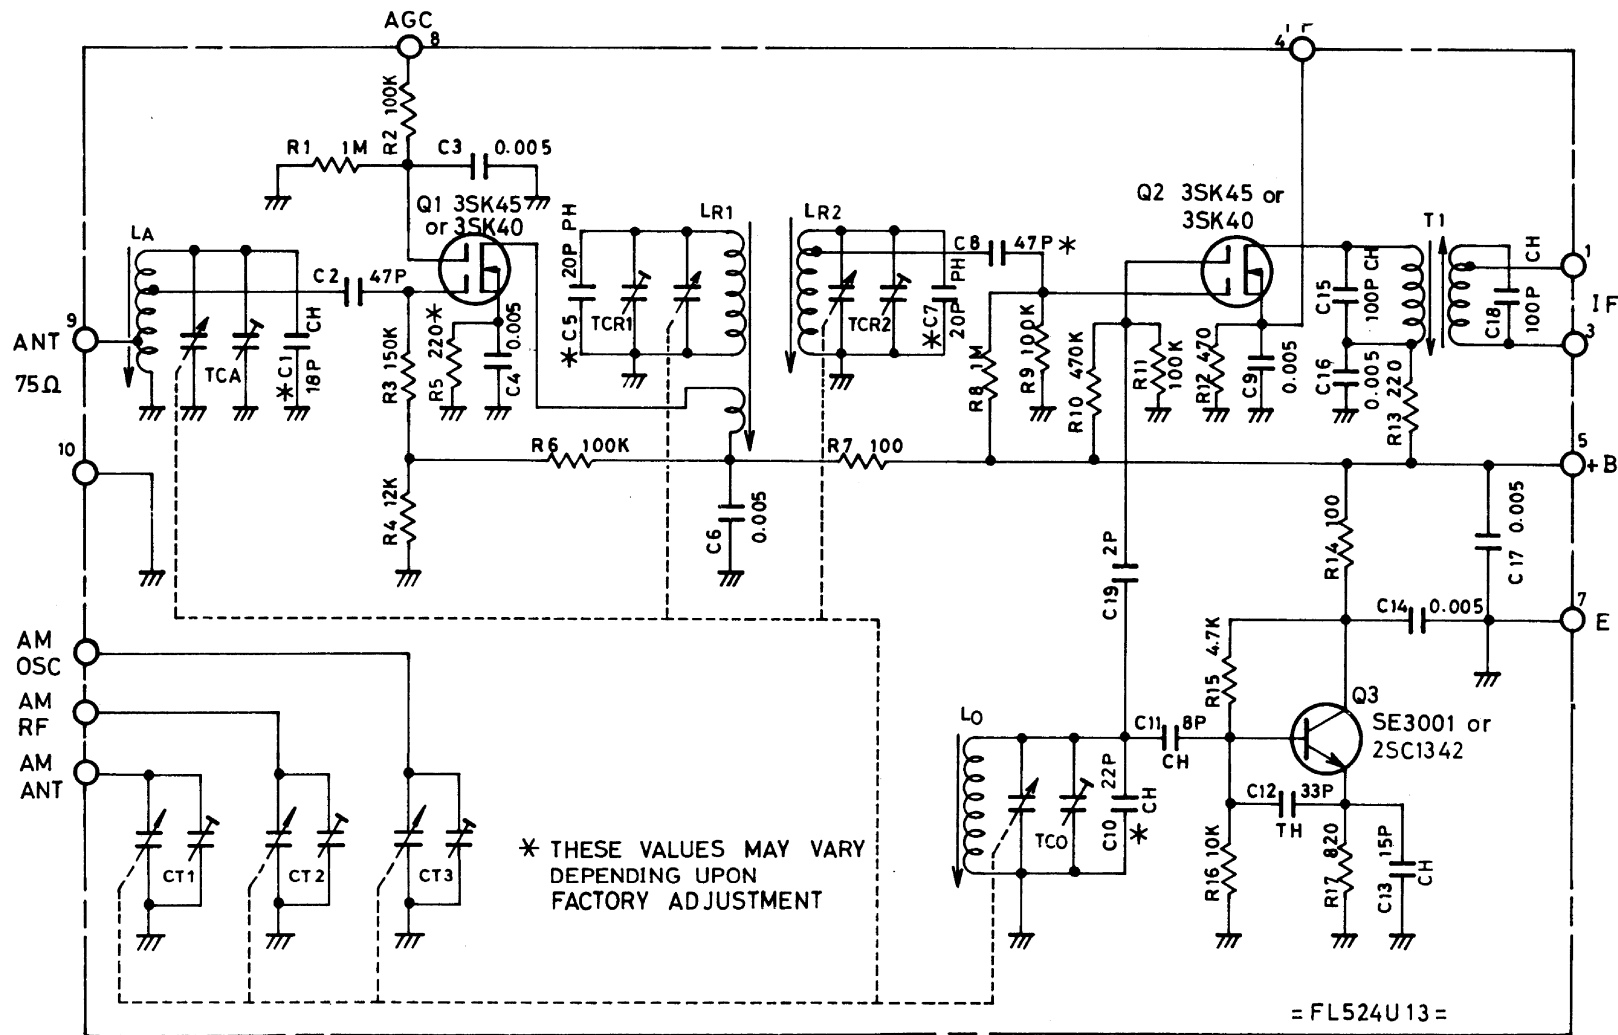 AGC
8
4
R2 100K
R1 1M
C3 0.005
Q1 3SK45
or 3SK40
Q2 3SK45 or
3SK40
LA
C2 47P
TCA
*C1 18P CH
R3 150K
R5 220*
C4 0.005
*C5 20P PH
TCR1
LR1
LR2
TCR2
*C7 20P PH
C8 47P *
R8 1M
R9 100K
R10 470K
R11 100K
R12 470
C9 0.005
C15 100P CH
C16 0.005
R13 220
T1
C18 100P CH
1
IF
3
9
ANT
75Ω
10
R4 12K
R6 100K
R7 100
C6 0.005
5
+B
C19 2P
R14 100
C17 0.005
C14 0.005
7
E
AM
OSC
AM
RF
AM
ANT
CT1
CT2
CT3
* THESE VALUES MAY VARY
DEPENDING UPON
FACTORY ADJUSTMENT
LO
TCO
C10 22P CH *
C11 8P
CH
R15 4.7K
Q3
SE3001 or
2SC1342
C12 33P
TH
R16 10K
R17 820
C13 15P CH
=FL524U13=